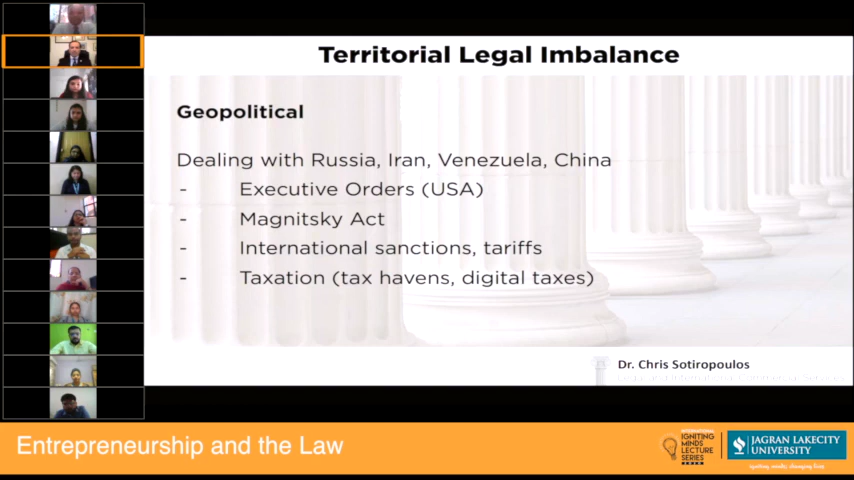 Territorial Legal Imbalance
Geopolitical
Dealing with Russia, Iran, Venezuela, China
- Executive Orders (USA)
- Magnitsky Act
- International sanctions, tariffs
- Taxation (tax havens, digital taxes)
Dr. Chris Sotiropoulos
Entrepreneurship and the Law
INTERNATIONAL
IGNITING
MINDS
LECTURE
SERIES
JAGRAN LAKECITY
UNIVERSITY